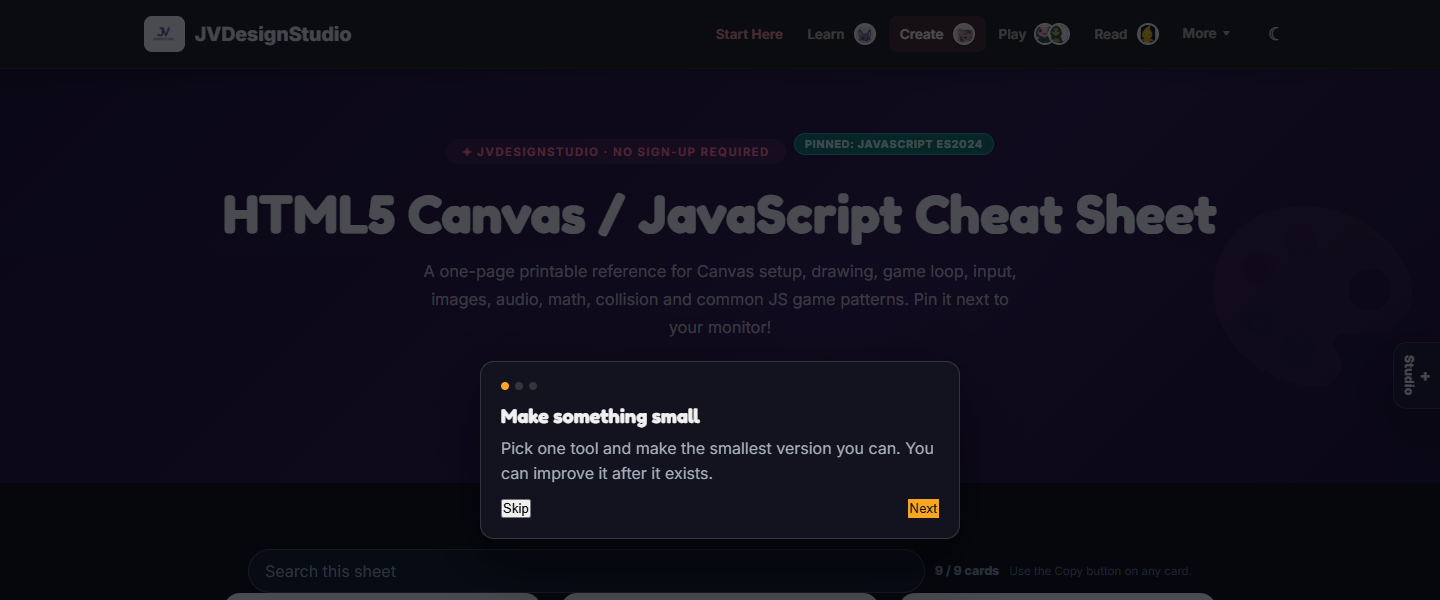 JV
JVDesignStudio
Start Here
Learn
Create
Play
Read
More
✦ JVDESIGNSTUDIO · NO SIGN-UP REQUIRED
PINNED: JAVASCRIPT ES2024
HTML5 Canvas / JavaScript Cheat Sheet
A one-page printable reference for Canvas setup, drawing, game loop, input,
images, audio, math, collision and common JS game patterns. Pin it next to
your monitor!
Studio
Make something small
Pick one tool and make the smallest version you can. You
can improve it after it exists.
Skip
Next
Search this sheet
9 / 9 cards
Use the Copy button on any card.